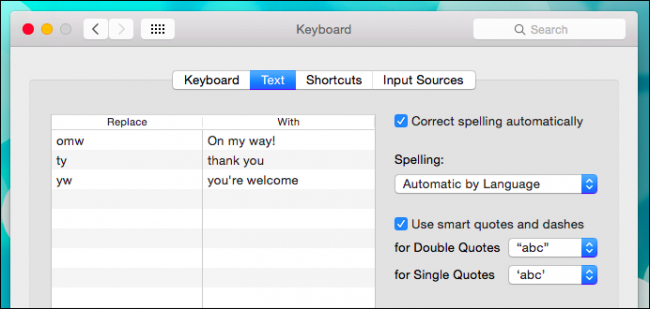 Keyboard
Search
Keyboard Text Shortcuts Input Sources
Replace With
omw On my way!
ty thank you
yw you're welcome
Correct spelling automatically
Spelling:
Automatic by Language
Use smart quotes and dashes
for Double Quotes “abc”
for Single Quotes ‘abc’